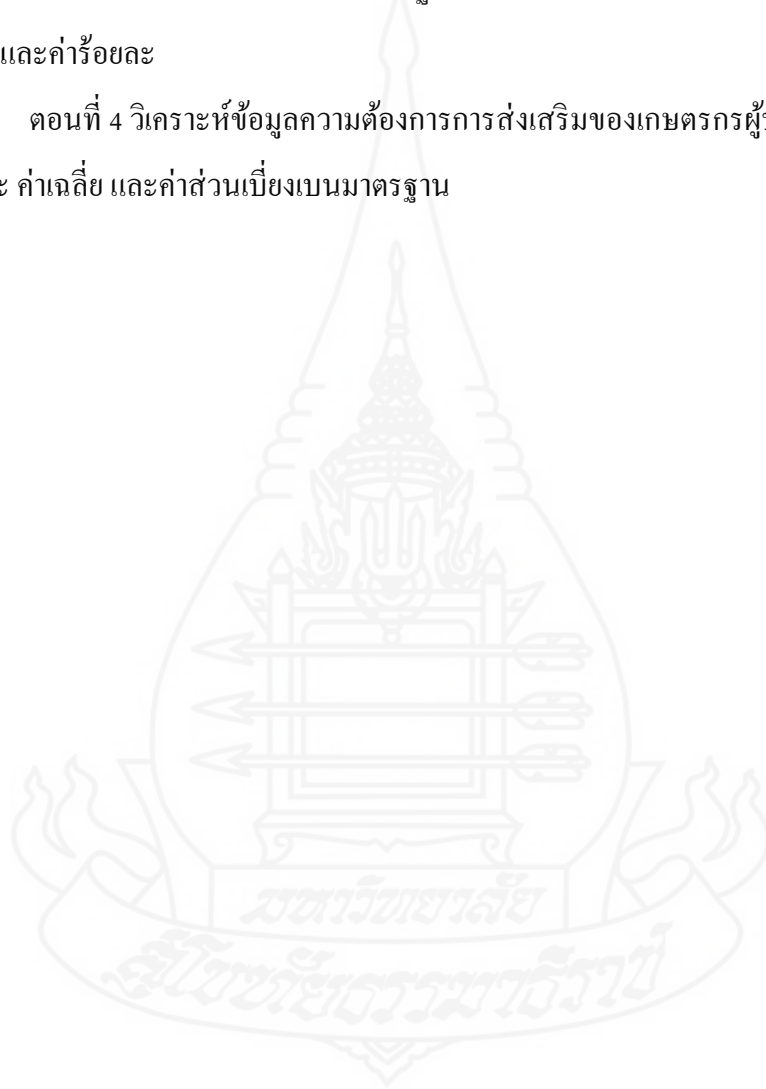 และค่าร้อยละ
ตอนที่ 4 วิเคราะห์ข้อมูลความต้องการการส่งเสริมของเกษตรกร
ค่าเฉลี่ย และค่าส่วนเบี่ยงเบนมาตรฐาน
มหาวิทยาลัย
สุโขทัยธรรมาธิราช